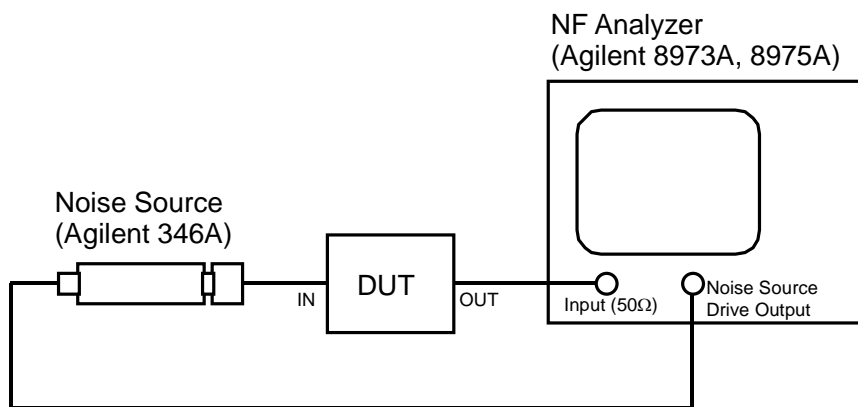 NF Analyzer
(Agilent 8973A, 8975A)
Noise Source
(Agilent 346A)
IN
DUT
OUT
Input (50Ω)
Noise Source
Drive Output